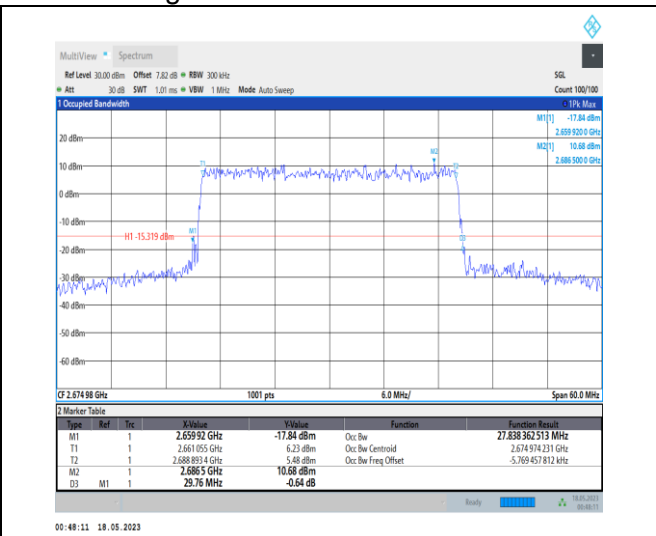 MultiView Spectrum
Ref Level 30.00 dBm Offset 7.82 dB RBW 300 kHz SGL
Att 30 dB SWT 1.01 ms VBW 1 MHz Mode Auto Sweep Count 100/100
1 Occupied Bandwidth 1Pk Max
M1[1] -17.84 dBm
2.659 920 0 GHz
M2[1] 10.68 dBm
2.686 500 0 GHz
20 dBm
M2
T1
10 dBm
0 dBm
-10 dBm
M1
H1 -15.319 dBm
-20 dBm
-30 dBm
-40 dBm
-50 dBm
-60 dBm
CF 2.674 98 GHz 1001 pts 6.0 MHz/ Span 60.0 MHz
2 Marker Table
Type Ref Trc X-Value Y-Value Function Function Result
M1 1 2.659 92 GHz -17.84 dBm Occ Bw 27.838 362 513 MHz
T1 1 2.661 055 GHz 6.23 dBm Occ Bw Centroid 2.674 974 231 GHz
T2 1 2.688 893 4 GHz 5.48 dBm Occ Bw Freq Offset -5.769 457 812 kHz
M2 1 2.686 5 GHz 10.68 dBm
D3 M1 1 29.76 MHz -0.64 dB
Ready 18.05.2023
00:48:11
00:48:11 18.05.2023